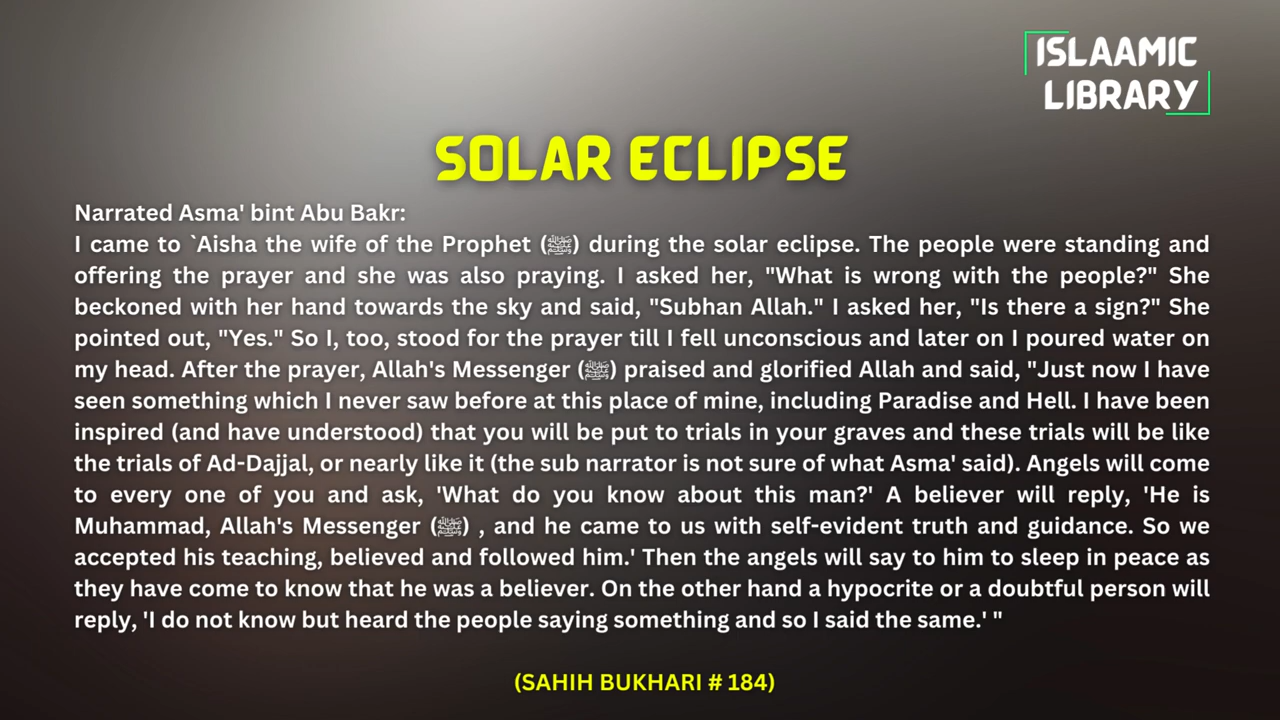 ISLAAMIC
LIBRARY
SOLAR ECLIPSE
Narrated Asma' bint Abu Bakr:
I came to `Aisha the wife of the Prophet (ﷺ) during the solar eclipse. The people were standing and
offering the prayer and she was also praying. I asked her, "What is wrong with the people?" She
beckoned with her hand towards the sky and said, "Subhan Allah." I asked her, "Is there a sign?" She
pointed out, "Yes." So I, too, stood for the prayer till I fell unconscious and later on I poured water on
my head. After the prayer, Allah's Messenger (ﷺ) praised and glorified Allah and said, "Just now I have
seen something which I never saw before at this place of mine, including Paradise and Hell. I have been
inspired (and have understood) that you will be put to trials in your graves and these trials will be like
the trials of Ad-Dajjal, or nearly like it (the sub narrator is not sure of what Asma' said). Angels will come
to every one of you and ask, 'What do you know about this man?' A believer will reply, 'He is
Muhammad, Allah's Messenger (ﷺ) , and he came to us with self-evident truth and guidance. So we
accepted his teaching, believed and followed him.' Then the angels will say to him to sleep in peace as
they have come to know that he was a believer. On the other hand a hypocrite or a doubtful person will
reply, 'I do not know but heard the people saying something and so I said the same.' "
(SAHIH BUKHARI # 184)